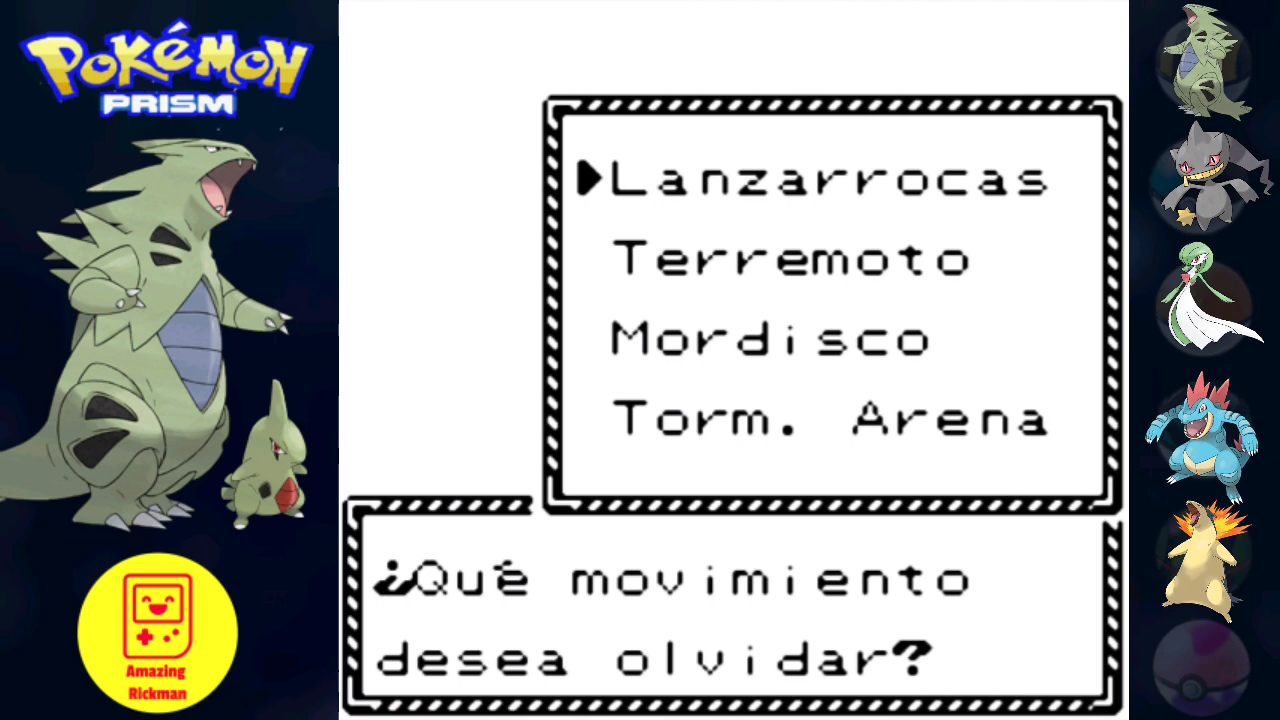 POKÉMON
PRISM
Lanzarrocas
Terremoto
Mordisco
Torm. Arena
¿Qué movimiento
desea olvidar?
Amazing
Rickman